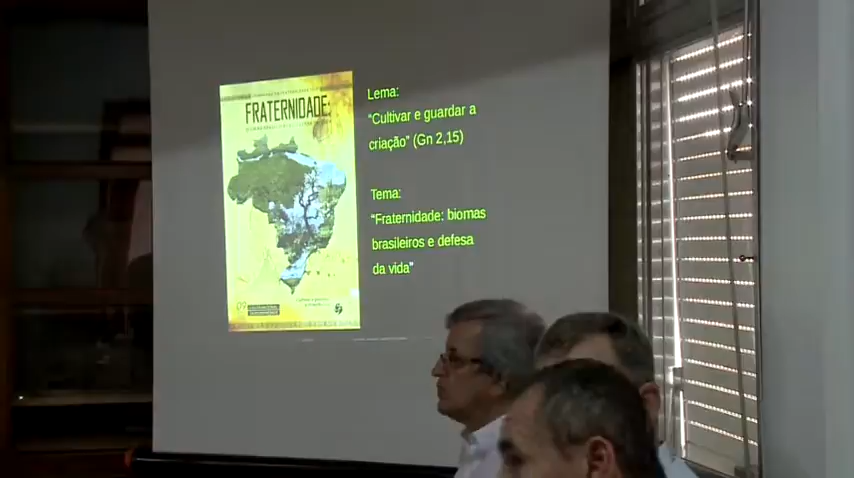 FRATERNIDADE:
Lema:
"Cultivar e guardar a
criação" (Gn 2,15)
Tema:
"Fraternidade: biomas
brasileiros e defesa
da vida"